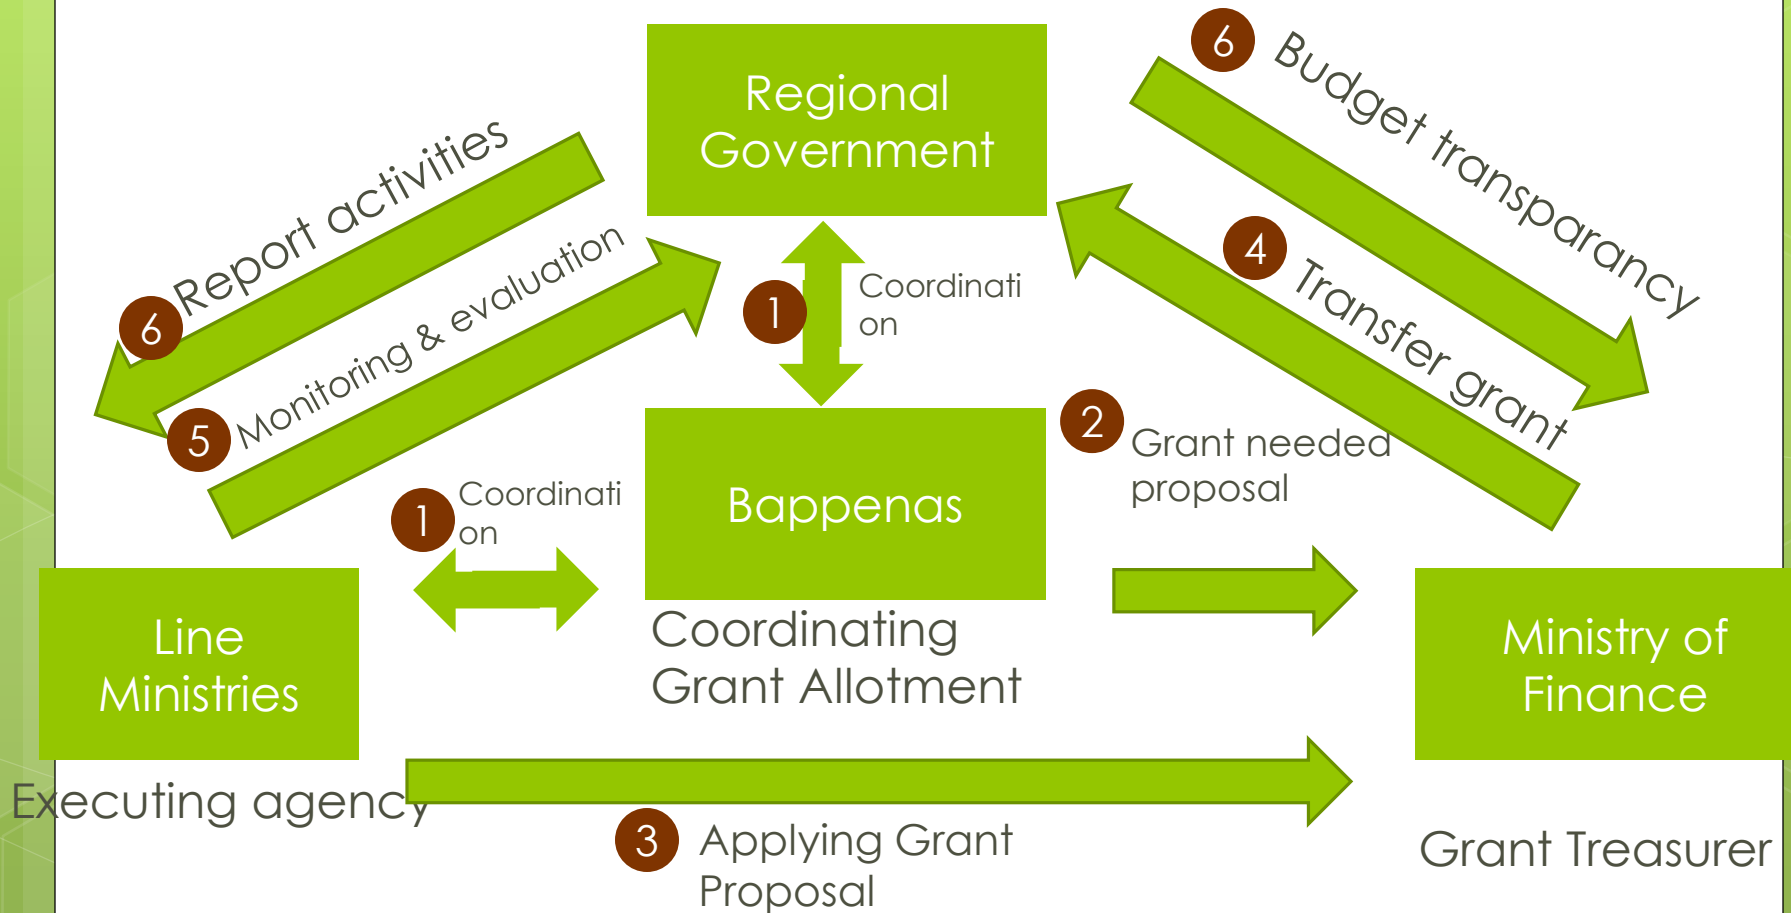 Regional
Government
6
Budget transparancy
Report activities
6
4
Transfer grant
Monitoring & evaluation
5
1
Coordinati
on
2
Grant needed
proposal
Bappenas
1
Coordinati
on
Line
Ministries
Coordinating
Grant Allotment
Ministry of
Finance
Executing agency
3
Applying Grant
Proposal
Grant Treasurer